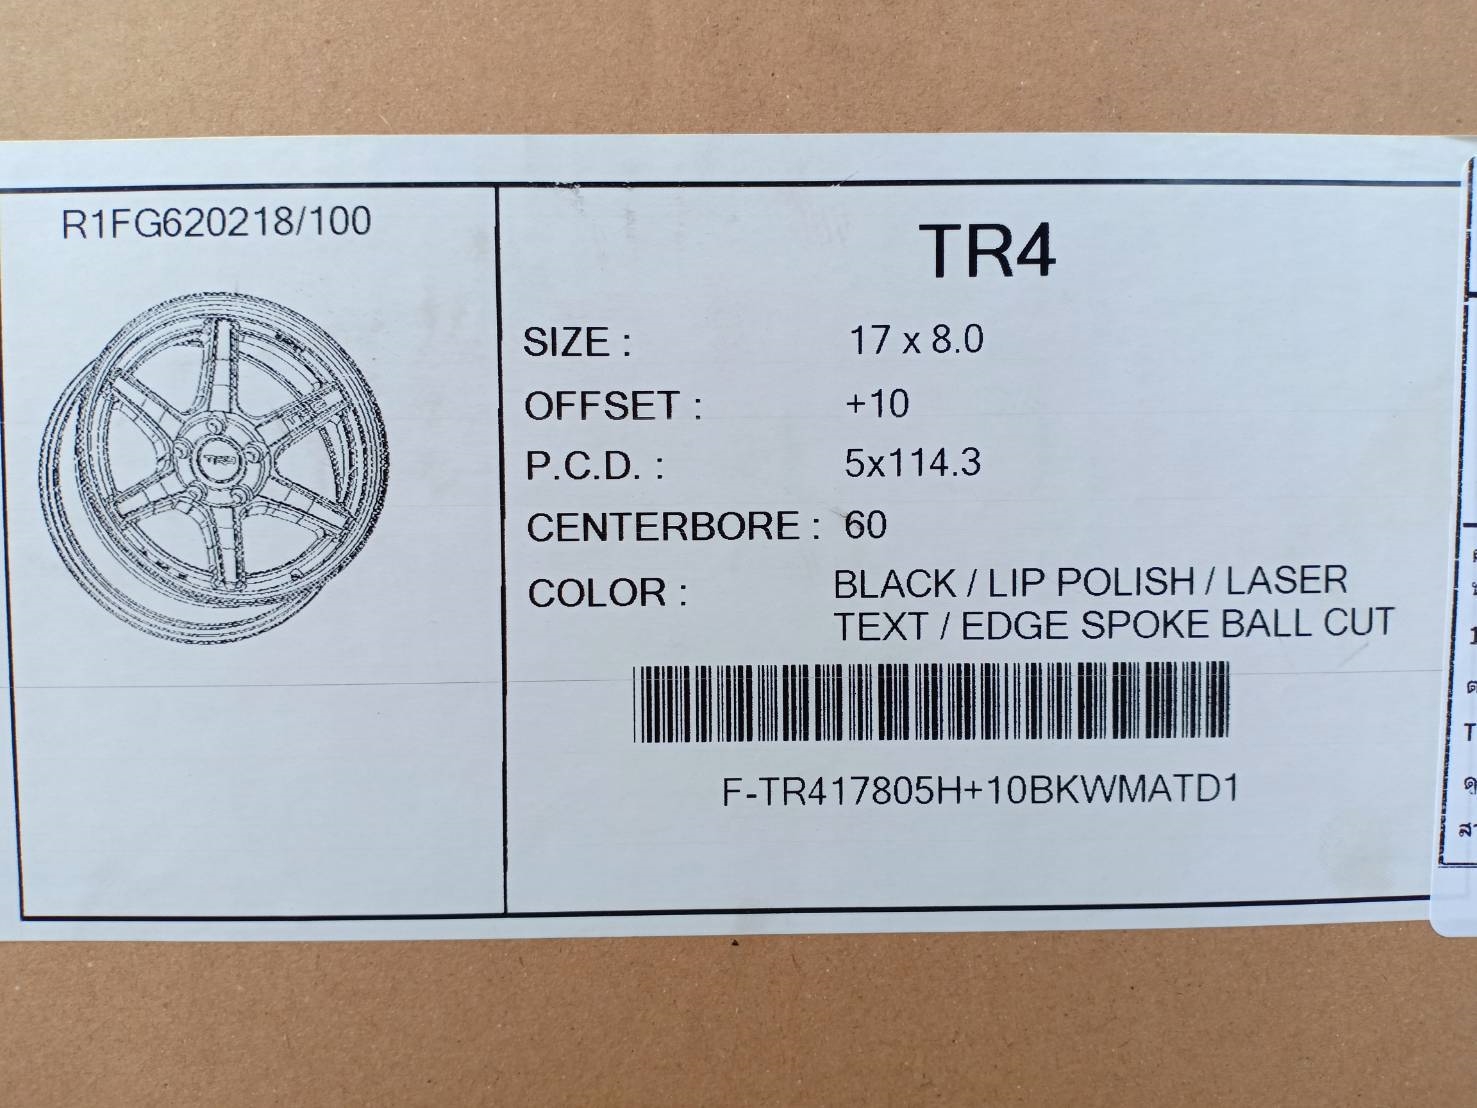 R1FG620218/100
TR4
SIZE : 17 x 8.0
OFFSET : +10
P.C.D. : 5x114.3
CENTERBORE : 60
COLOR : BLACK / LIP POLISH / LASER
TEXT / EDGE SPOKE BALL CUT
F-TR417805H+10BKWMATD1